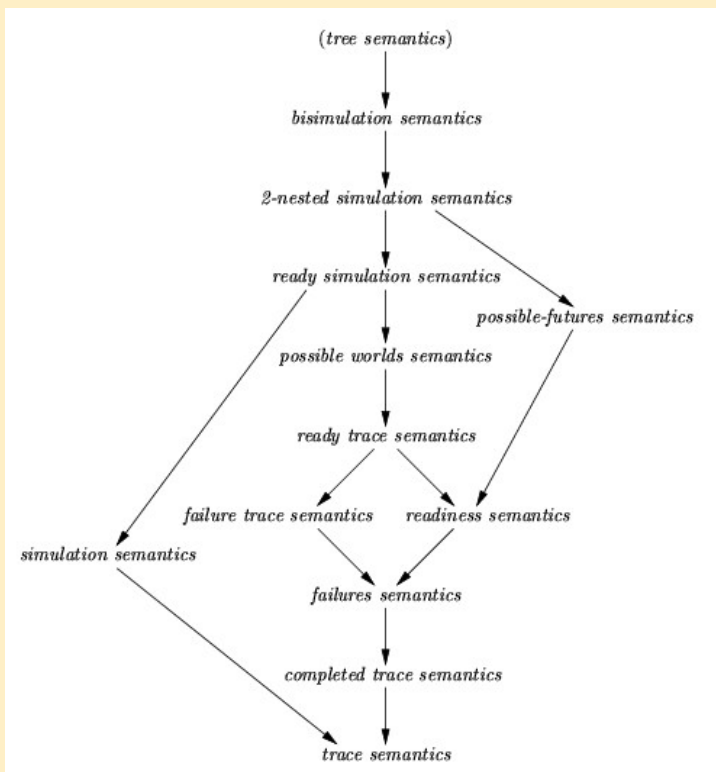 (tree semantics)
bisimulation semantics
2-nested simulation semantics
ready simulation semantics
possible-futures semantics
possible worlds semantics
ready trace semantics
failure trace semantics
readiness semantics
simulation semantics
failures semantics
completed trace semantics
trace semantics